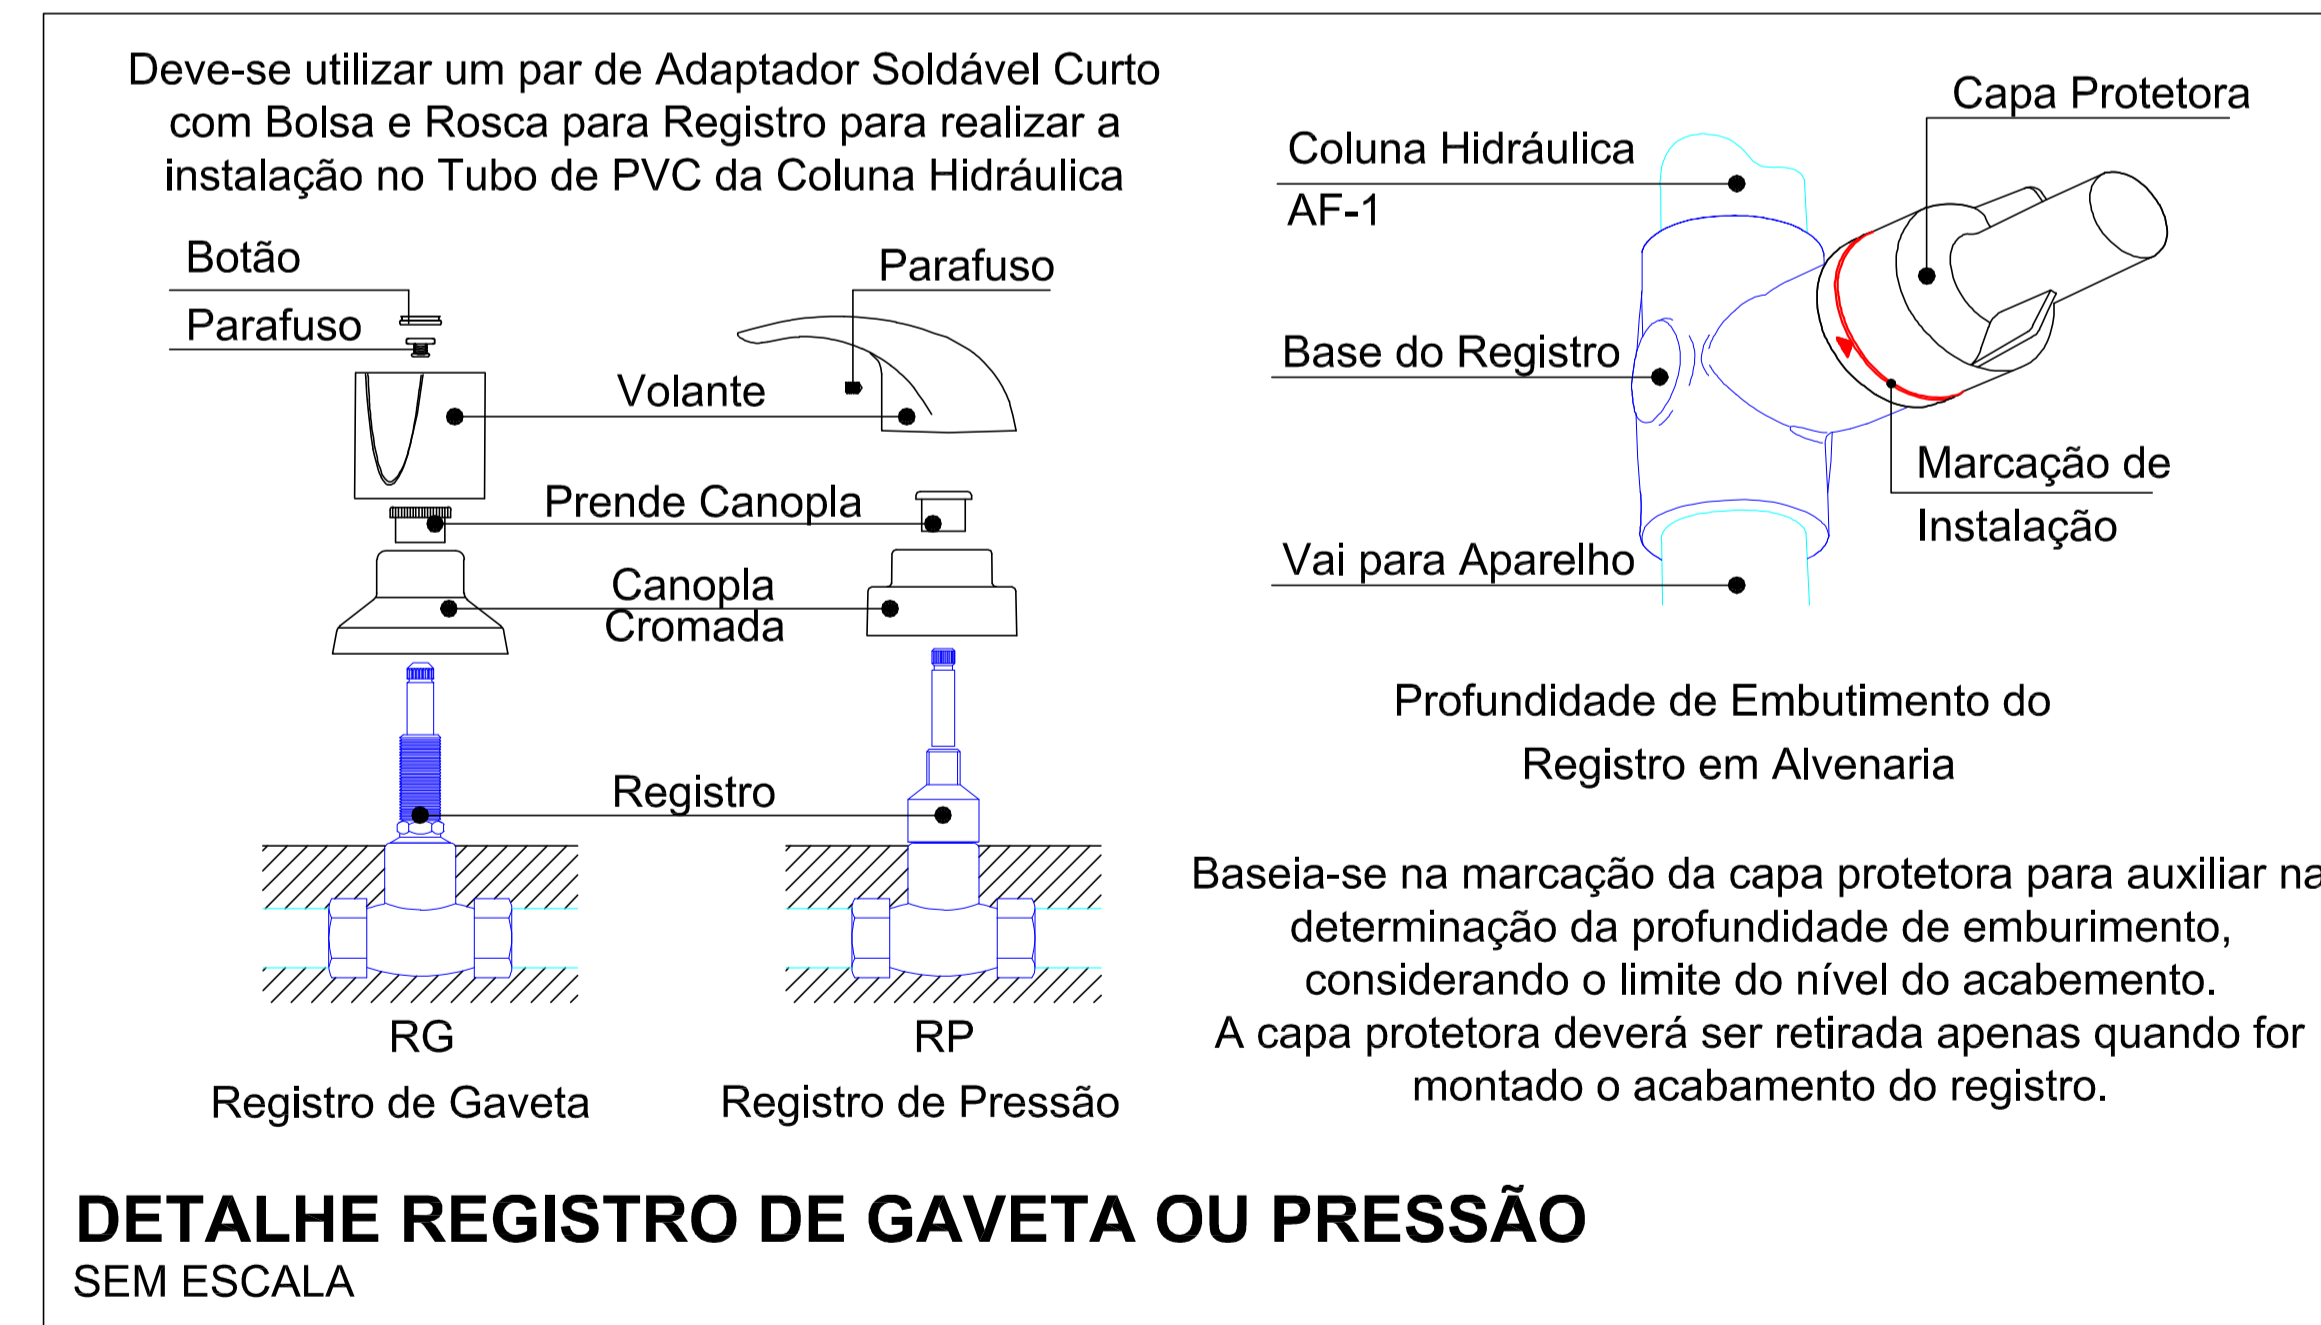 Deve-se utilizar um par de Adaptador Soldável Curto
com Bolsa e Rosca para Registro para realizar a
instalação no Tubo de PVC da Coluna Hidráulica
Botão
Parafuso
Parafuso
Volante
Prende Canopla
Canopla
Cromada
Registro
RG
RP
Registro de Gaveta
Registro de Pressão
Capa Protetora
Coluna Hidráulica
AF-1
Base do Registro
Marcação de
Instalação
Vai para Aparelho
Profundidade de Embutimento do
Registro em Alvenaria
Baseia-se na marcação da capa protetora para auxiliar na
determinação da profundidade de emburimento,
considerando o limite do nível do acabemento.
A capa protetora deverá ser retirada apenas quando for
montado o acabamento do registro.
DETALHE REGISTRO DE GAVETA OU PRESSÃO
SEM ESCALA